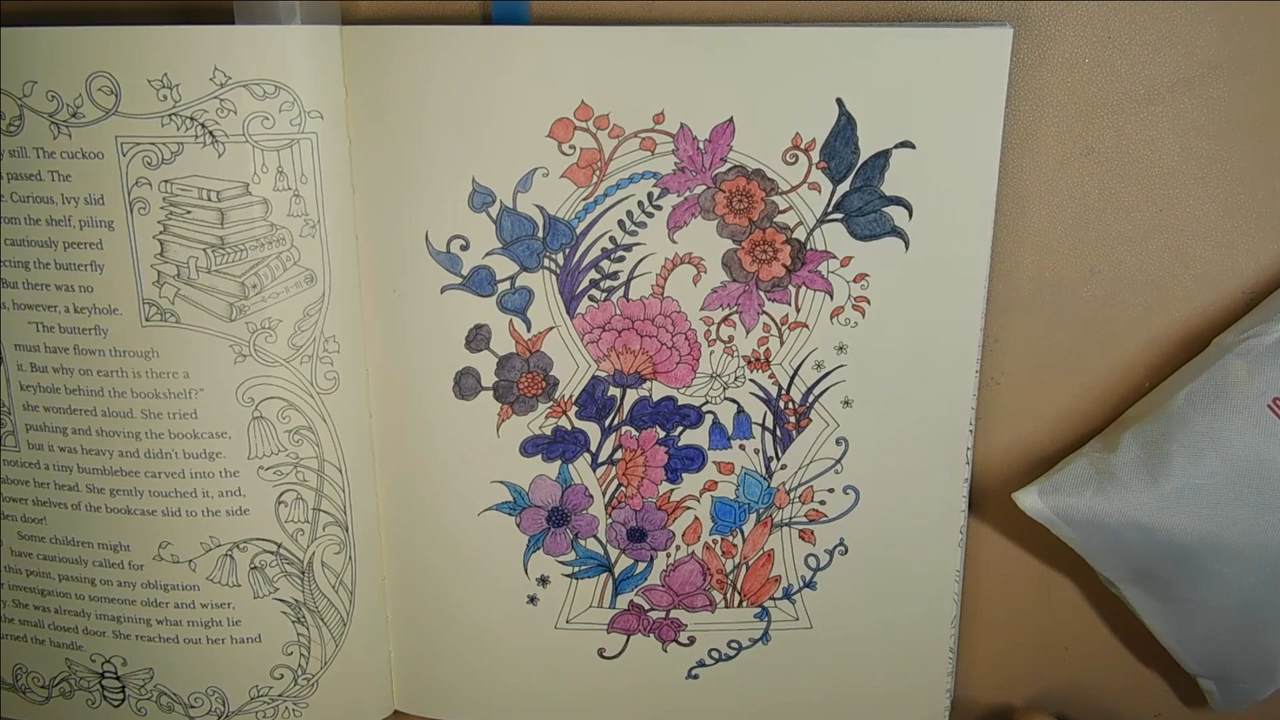 still. The cuckoo
passed. The
Curious, Ivy slid
from the shelf, piling
cautiously peered
the butterfly
But there was no
however, a keyhole.
"The butterfly
must have flown through
it. But why on earth is there a
keyhole behind the bookshelf?"
she wondered aloud. She tried
pushing and shoving the bookcase,
but it was heavy and didn't budge.
noticed a tiny bumblebee carved into the
above her head. She gently touched it, and,
lower shelves of the bookcase slid to the side
door!
Some children might
have cautiously called for
this point, passing on any obligation
investigation to someone older and wiser,
She was already imagining what might lie
the small closed door. She reached out her hand
the handle.